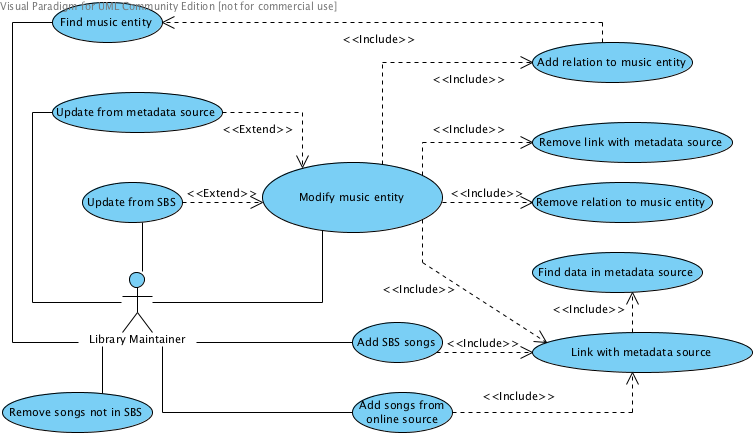 Visual Paradigm for UML Community Edition [not for commercial use]
Find music entity
<<Include>>
Add relation to music entity
<<Include>>
Update from metadata source
<<Extend>>
<<Include>>
Remove link with metadata source
Update from SBS
<<Extend>>
Modify music entity
<<Include>>
Remove relation to music entity
Find data in metadata source
<<Include>>
<<Include>>
Library Maintainer
Add SBS songs
<<Include>>
Link with metadata source
Remove songs not in SBS
Add songs from
online source
<<Include>>